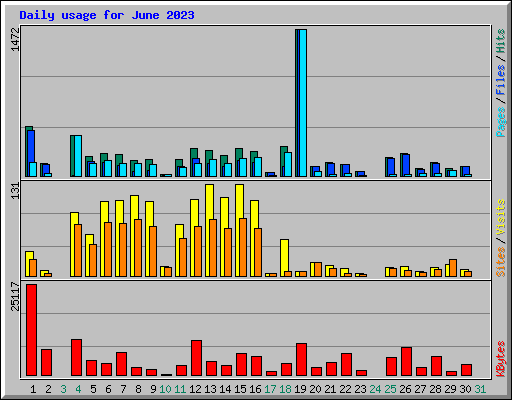 Daily usage for June 2023
1472
Pages / Files / Hits
131
Sites / Visits
25117
KBytes
1 2 3 4 5 6 7 8 9 10 11 12 13 14 15 16 17 18 19 20 21 22 23 24 25 26 27 28 29 30 31